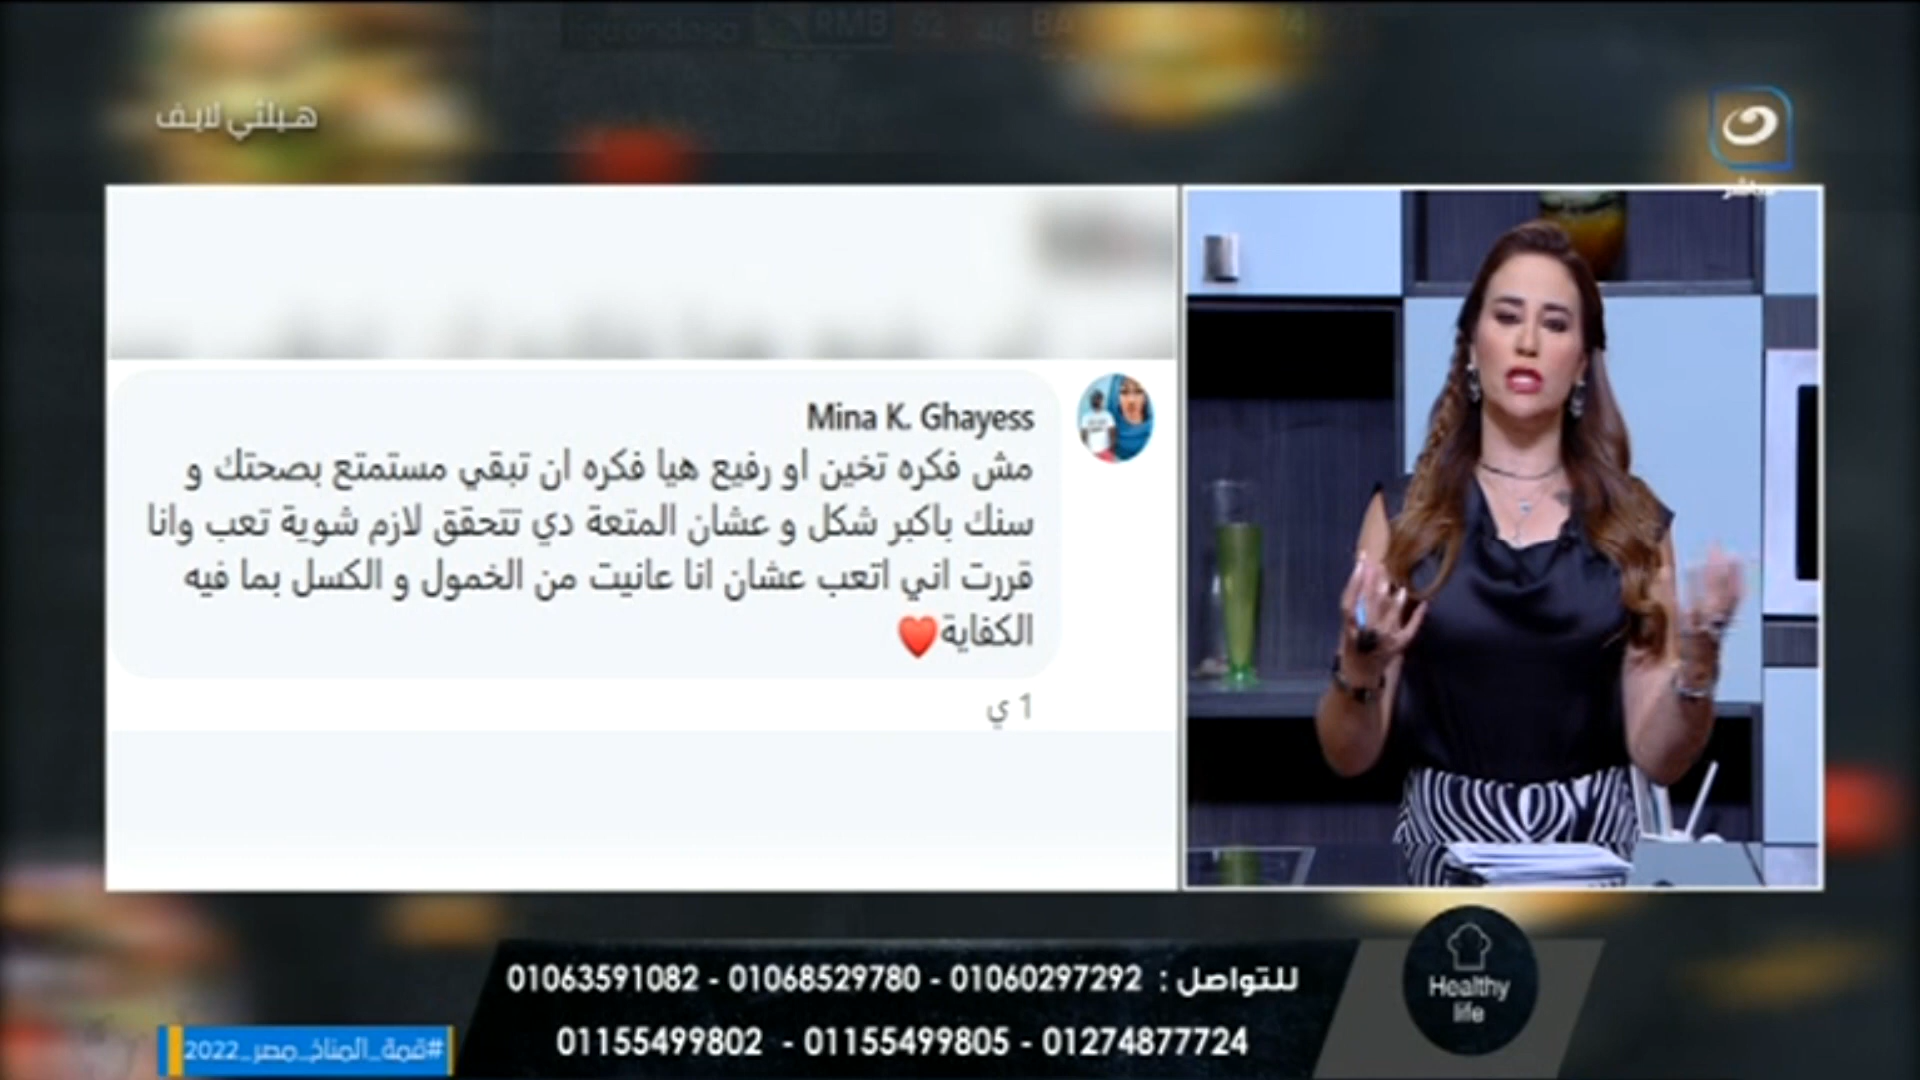 هيلثي لايف
مباشر
Mina K. Ghayess
مش فكره تخين او رفيع هيا فكره ان تبقي مستمتع بصحتك و
سنك باكبر شكل و عشان المتعة دي تتحقق لازم شوية تعب وانا
قررت اني اتعب عشان انا عانيت من الخمول و الكسل بما فيه
الكفاية❤️
1 ي
للتواصل : 01060297292 - 01068529780 - 01063591082
01274877724 - 01155499805 - 01155499802
Healthy
life
#قمة_المناخ_مصر_2022